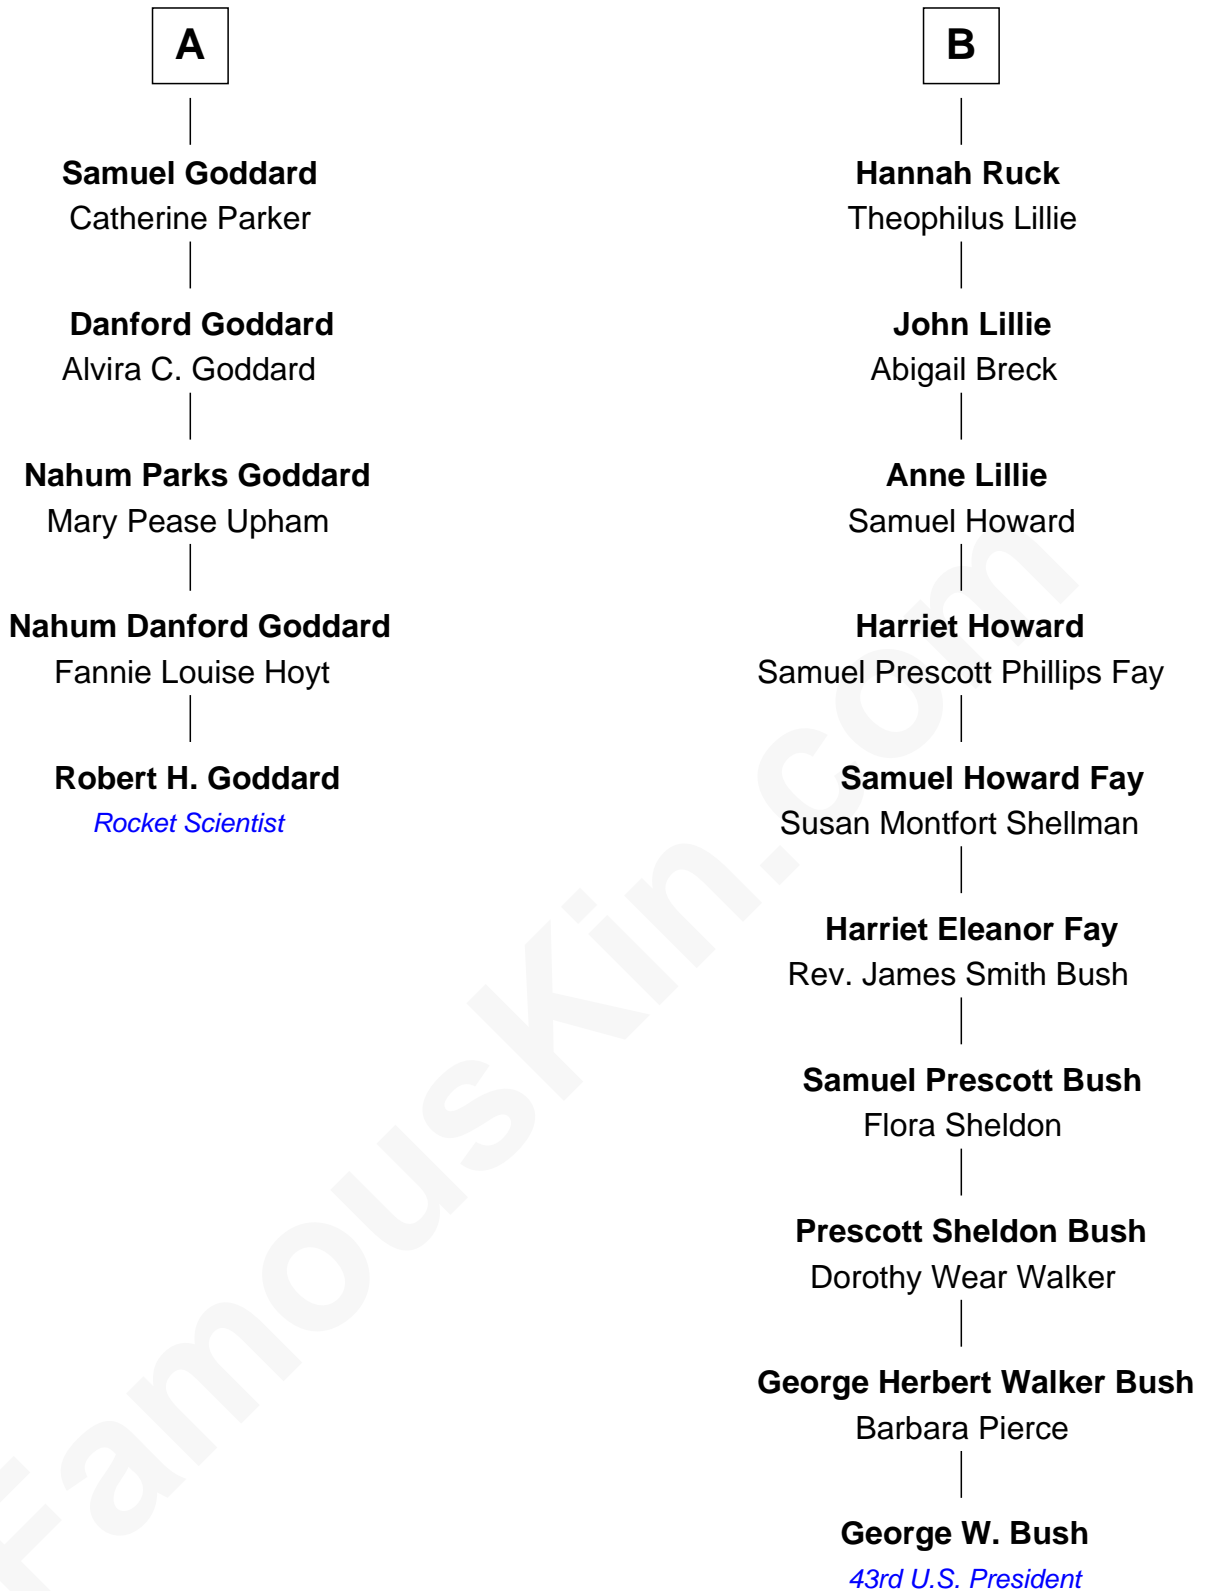 A
Samuel Goddard
Catherine Parker
Danford Goddard
Alvira C. Goddard
Nahum Parks Goddard
Mary Pease Upham
Nahum Danford Goddard
Fannie Louise Hoyt
Robert H. Goddard
Rocket Scientist
B
Hannah Ruck
Theophilus Lillie
John Lillie
Abigail Breck
Anne Lillie
Samuel Howard
Harriet Howard
Samuel Prescott Phillips Fay
Samuel Howard Fay
Susan Montfort Shellman
Harriet Eleanor Fay
Rev. James Smith Bush
Samuel Prescott Bush
Flora Sheldon
Prescott Sheldon Bush
Dorothy Wear Walker
George Herbert Walker Bush
Barbara Pierce
George W. Bush
43rd U.S. President
FamousKin.com